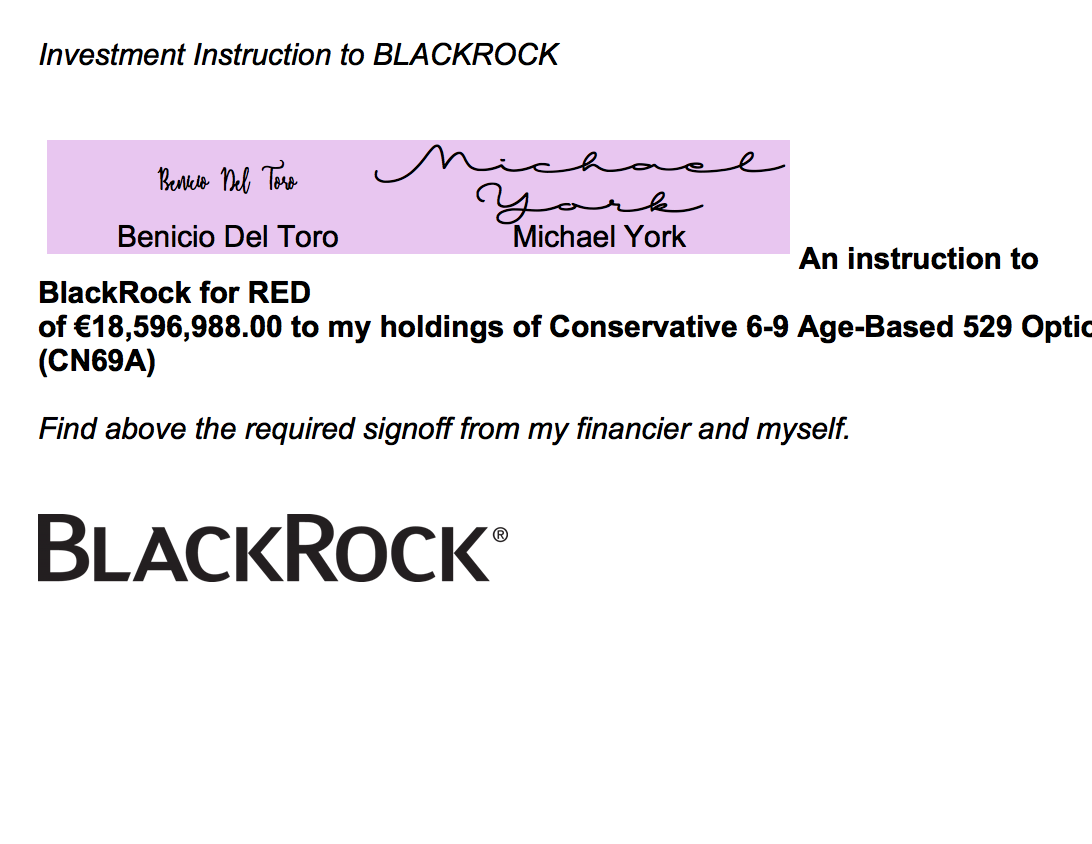 Investment Instruction to BLACKROCK
Benicio Del Toro Michael
York
Benicio Del Toro Michael York
An instruction to
BlackRock for RED
of €18,596,988.00 to my holdings of Conservative 6-9 Age-Based 529 Optio
(CN69A)
Find above the required signoff from my financier and myself.
BLACKROCK®